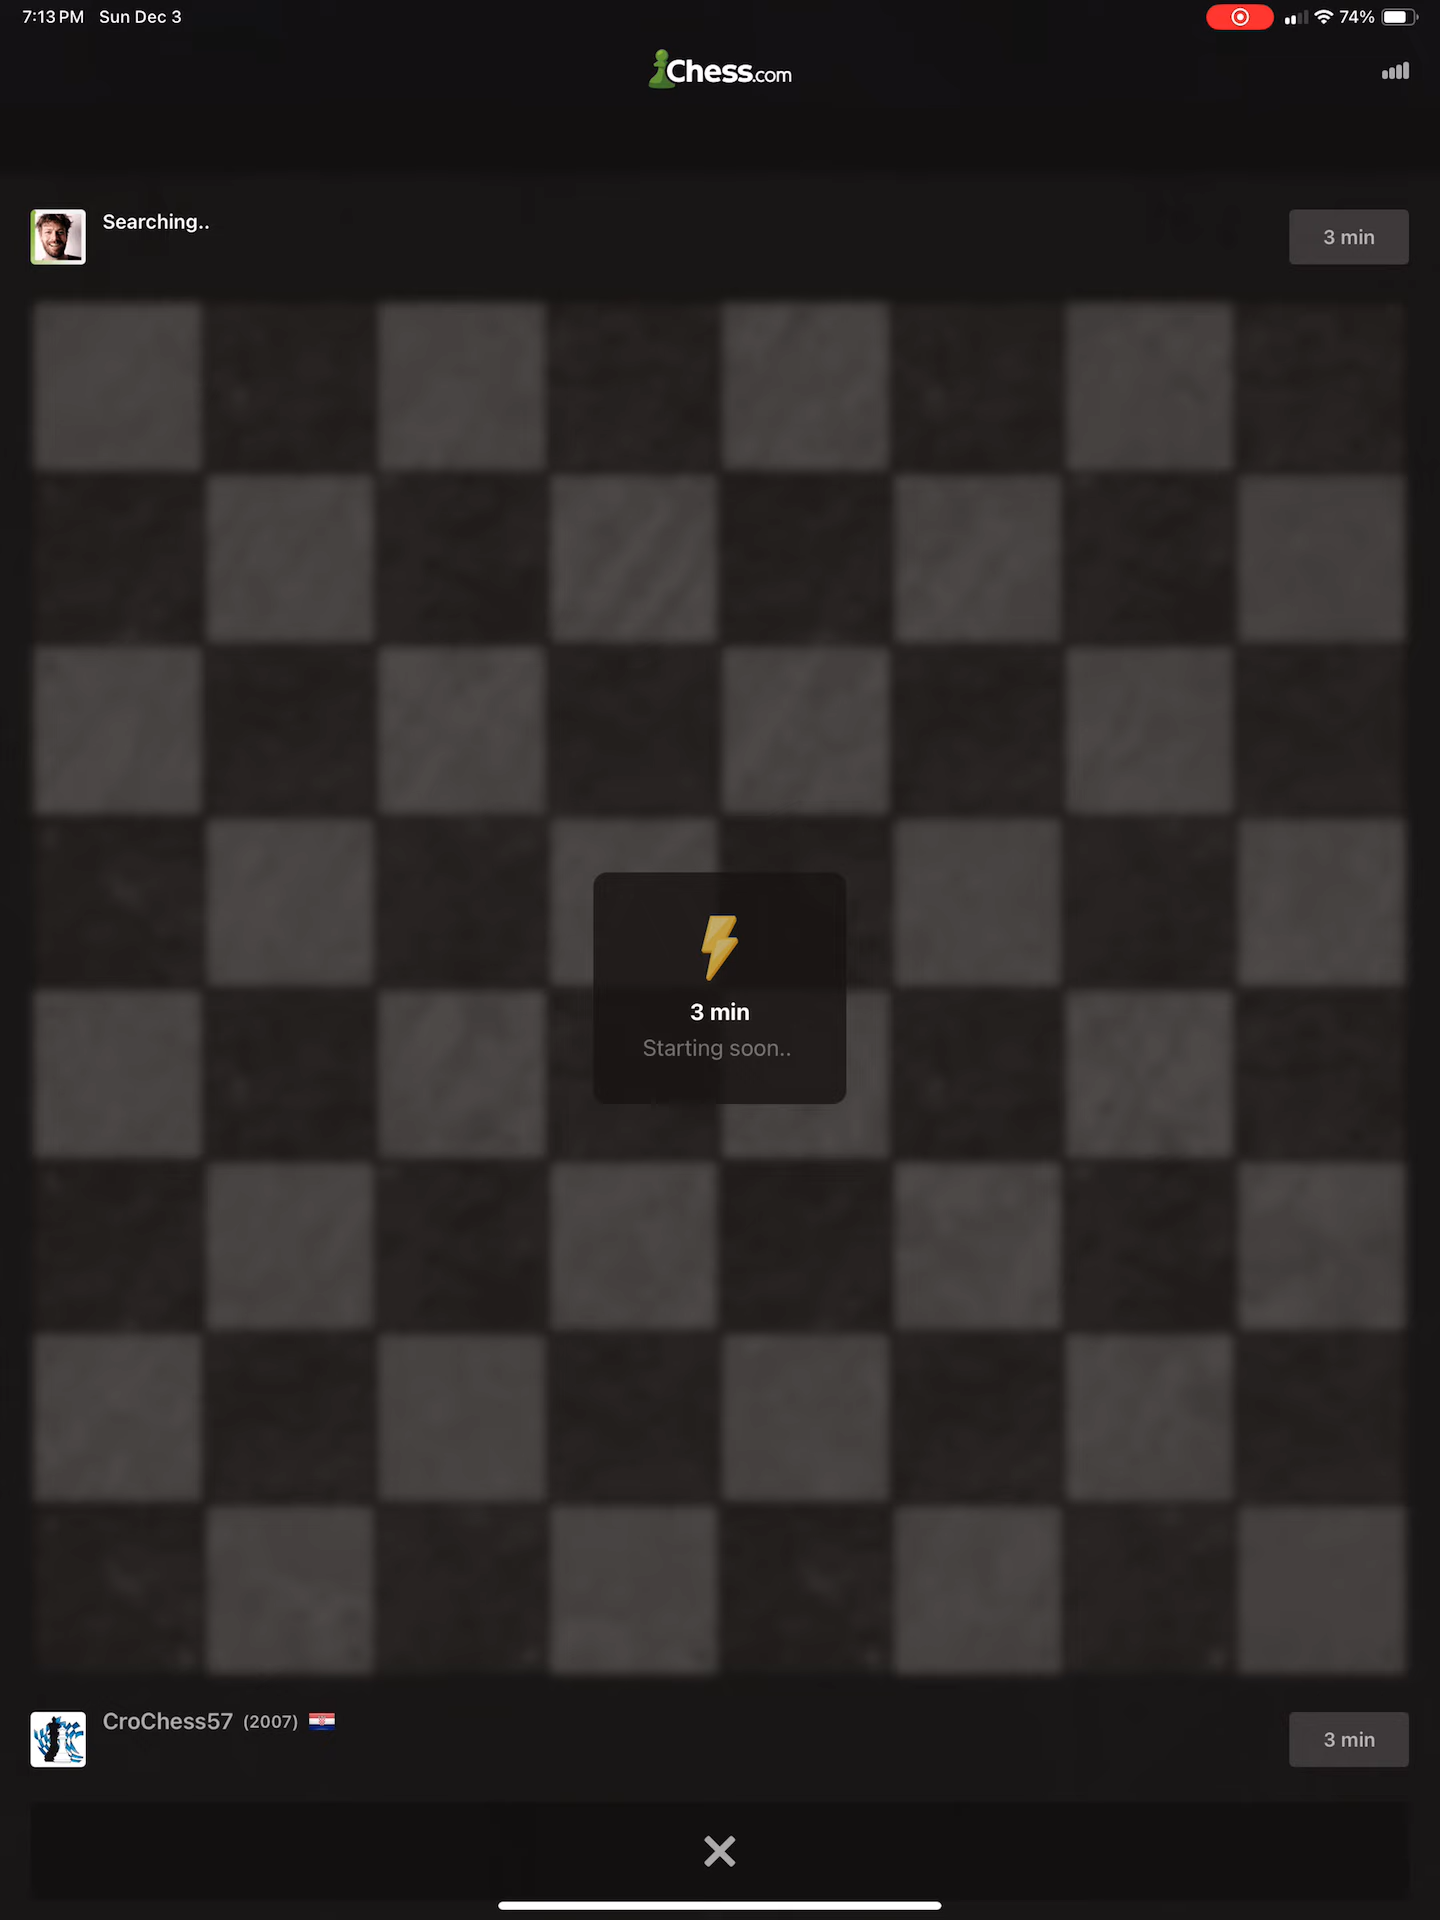 7:13 PM Sun Dec 3
74%
Chess.com
Searching..
3 min
3 min
Starting soon..
CroChess57 (2007)
3 min